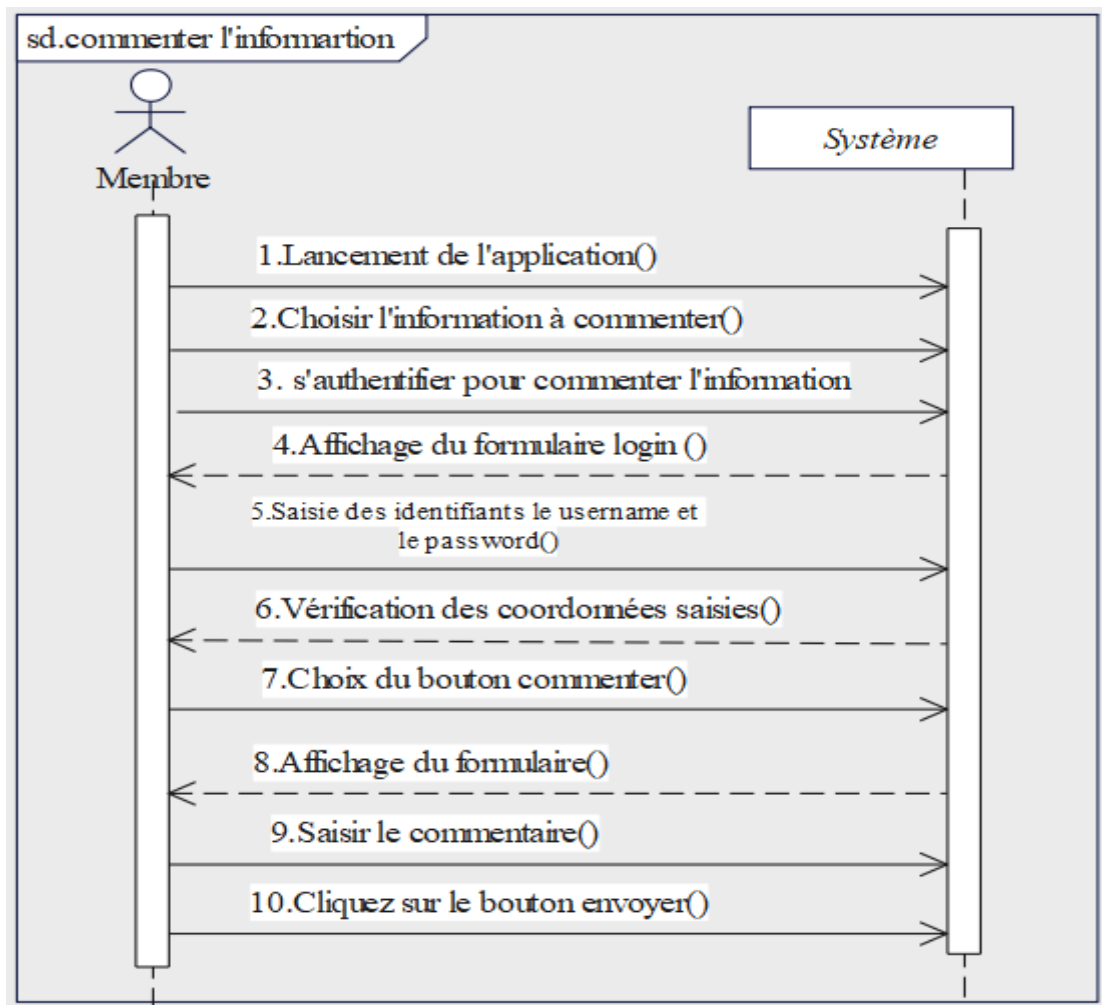 sd.commenter l'informartion
Membre
Système
1.Lancement de l'application()
2.Choisir l'information à commenter()
3. s'authentifier pour commenter l'information
4.Affichage du formulaire login ()
5.Saisie des identifiants le username et
le password()
6.Vérification des coordonnées saisies()
7.Choix du bouton commenter()
8.Affichage du formulaire()
9.Saisir le commentaire()
10.Cliquez sur le bouton envoyer()